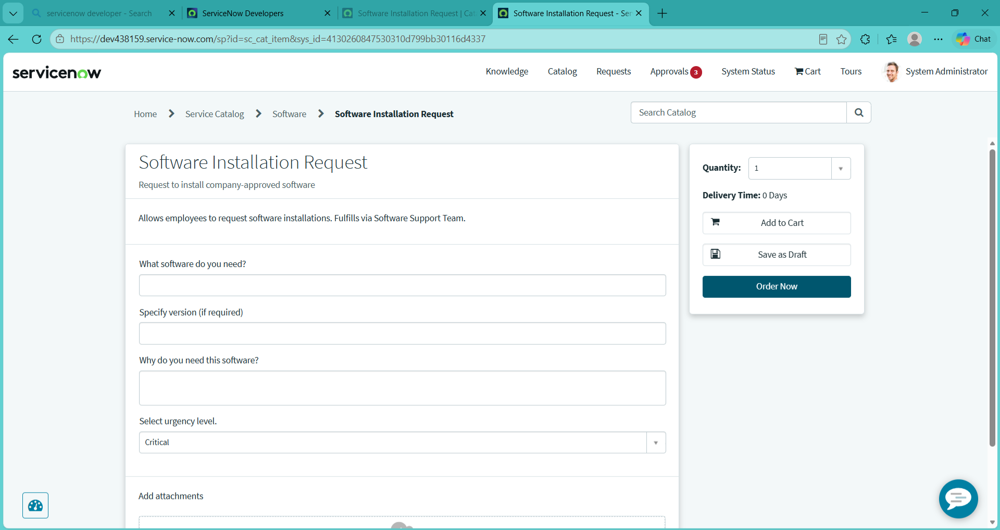 servicenow developer - Search
ServiceNow Developers
Software Installation Request | Cat
Software Installation Request - Ser
https://dev438159.service-now.com/sp?id=sc_cat_item&sys_id=4130260847530310d799bb30116d4337
Chat
servicenow
Knowledge
Catalog
Requests
Approvals 3
System Status
Cart
Tours
System Administrator
Home
Service Catalog
Software
Software Installation Request
Search Catalog
Software Installation Request
Request to install company-approved software
Allows employees to request software installations. Fulfills via Software Support Team.
What software do you need?
Specify version (if required)
Why do you need this software?
Select urgency level.
Critical
Add attachments
Quantity: 1
Delivery Time: 0 Days
Add to Cart
Save as Draft
Order Now